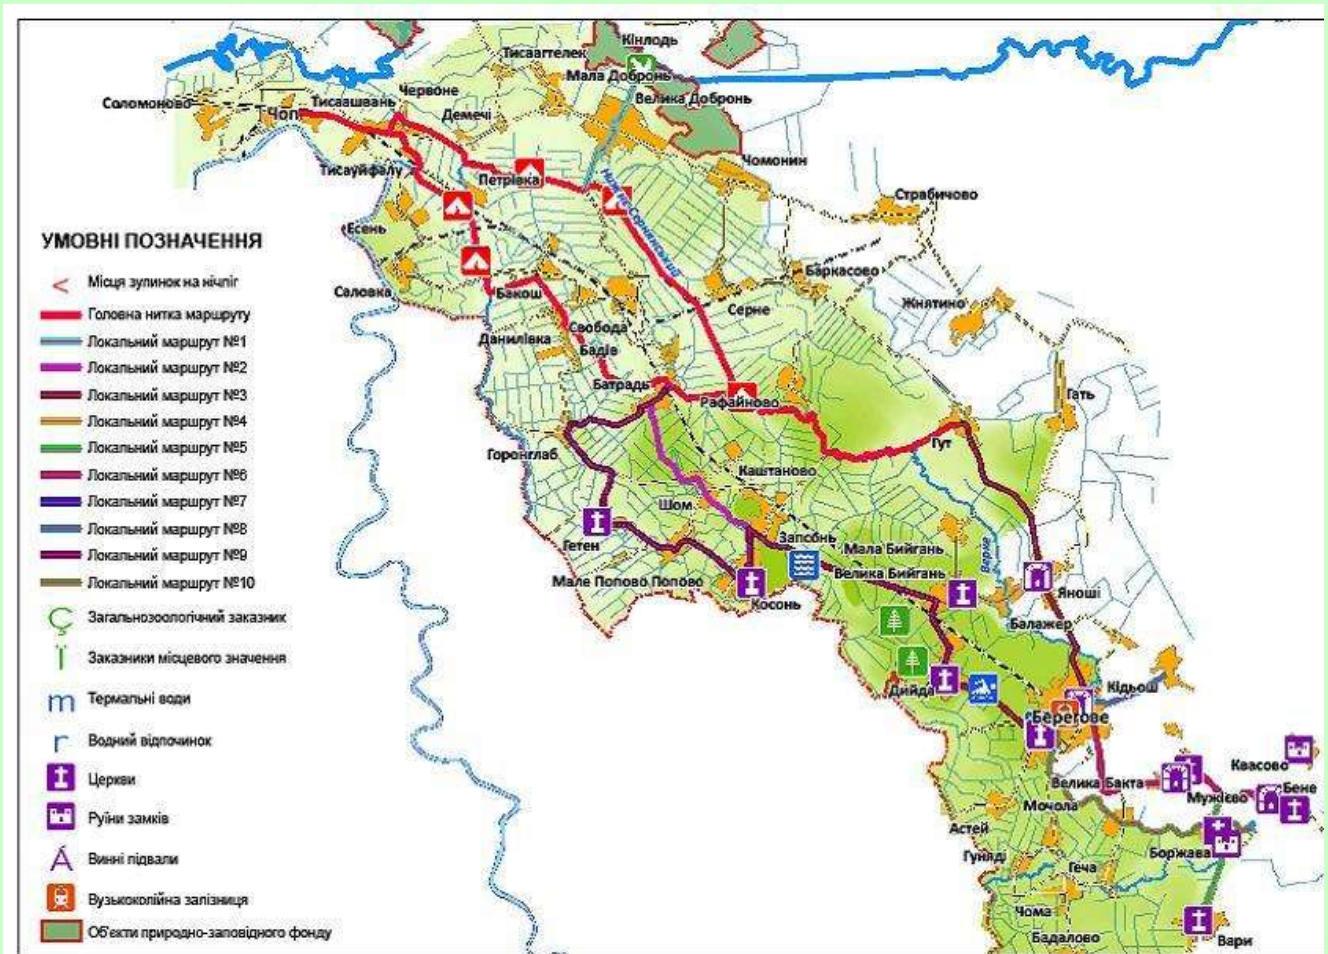 Кінлодь
Тисаагтелек
Мала Добронь
Велика Добронь
Соломоново
Чоп
Тисаашвань
Червоне
Демечі
Чомонин
Тисауйфалу
Петрівка
Страбичово
Есень
Баркасово
Саловка
Бакош
Серне
Жнятино
Свобода
Данилівка
Бадів
Батрадь
Рафайново
Гать
Гут
Горонглаб
Каштаново
Шом
Запсонь
Гетен
Мала Бийгань
Велика Бийгань
Верке
Мале Попово Попово
Косонь
Яноші
Балажер
Дийда
Кідьош
Берегове
Квасово
Велика Бакта
Бене
Мужієво
Мочола
Астей
Гуняді
Боржава
Геча
Чома
Бадалово
Вари
УМОВНІ ПОЗНАЧЕННЯ
< Місця зупинок на нічліг
Головна нитка маршруту
Локальний маршрут №1
Локальний маршрут №2
Локальний маршрут №3
Локальний маршрут №4
Локальний маршрут №5
Локальний маршрут №6
Локальний маршрут №7
Локальний маршрут №8
Локальний маршрут №9
Локальний маршрут №10
Ç Загальнозоологічний заказник
Ï Заказники місцевого значення
m Термальні води
r Водний відпочинок
Церкви
Руїни замків
Á Винні підвали
Вузькоколійна залізниця
Об'єкти природно-заповідного фонду